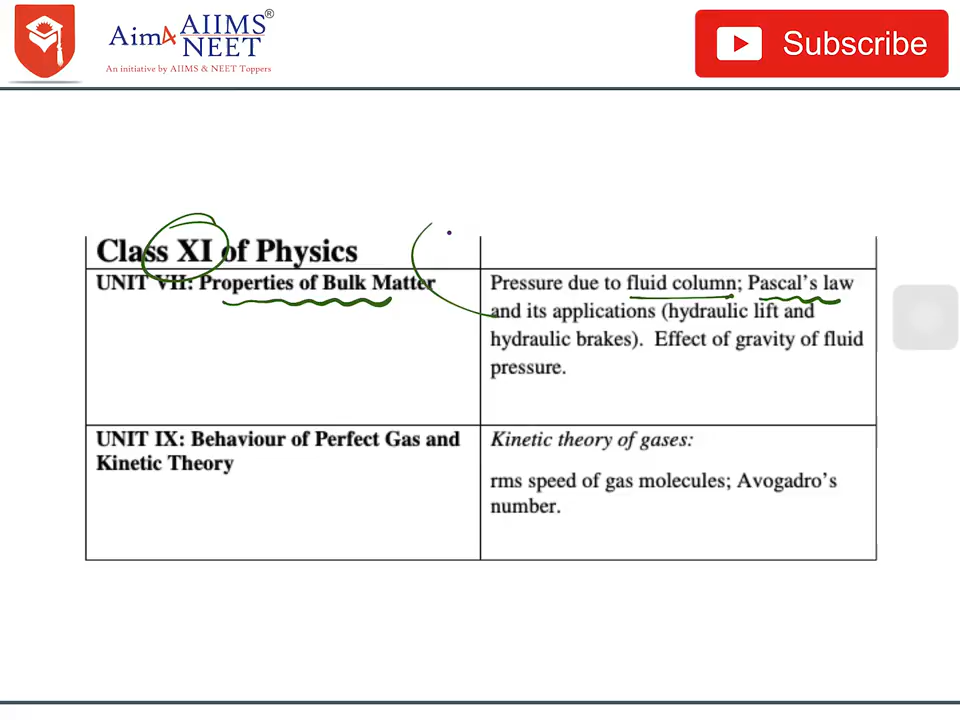 Aim4 AIIMS®
NEET
An initiative by AIIMS & NEET Toppers
Subscribe
Class XI of Physics
UNIT VII: Properties of Bulk Matter
Pressure due to fluid column; Pascal's law
and its applications (hydraulic lift and
hydraulic brakes). Effect of gravity of fluid
pressure.
UNIT IX: Behaviour of Perfect Gas and
Kinetic Theory
Kinetic theory of gases:
rms speed of gas molecules; Avogadro's
number.